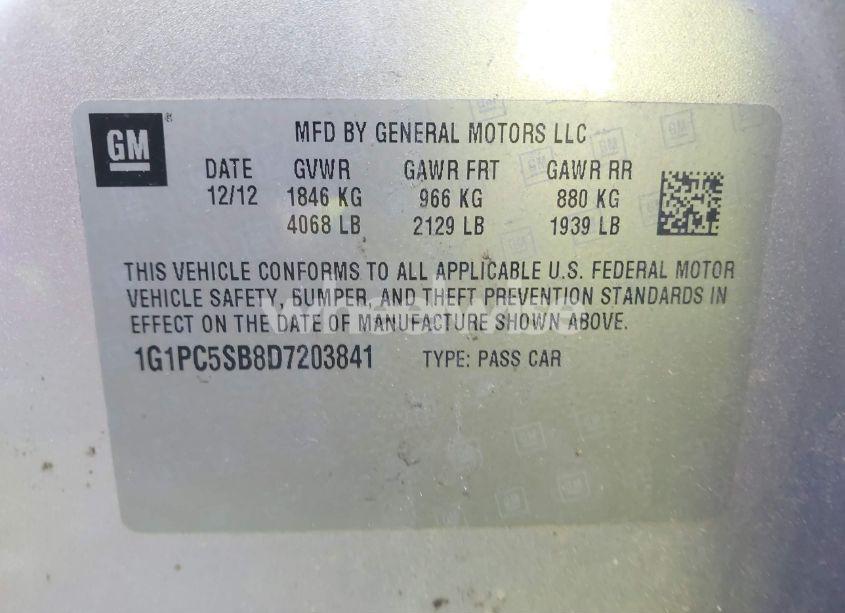 GM
MFD BY GENERAL MOTORS LLC
DATE GVWR GAWR FRT GAWR RR
12/12 1846 KG 966 KG 880 KG
4068 LB 2129 LB 1939 LB
THIS VEHICLE CONFORMS TO ALL APPLICABLE U.S. FEDERAL MOTOR
VEHICLE SAFETY, BUMPER, AND THEFT PREVENTION STANDARDS IN
EFFECT ON THE DATE OF MANUFACTURE SHOWN ABOVE.
1G1PC5SB8D7203841 TYPE: PASS CAR